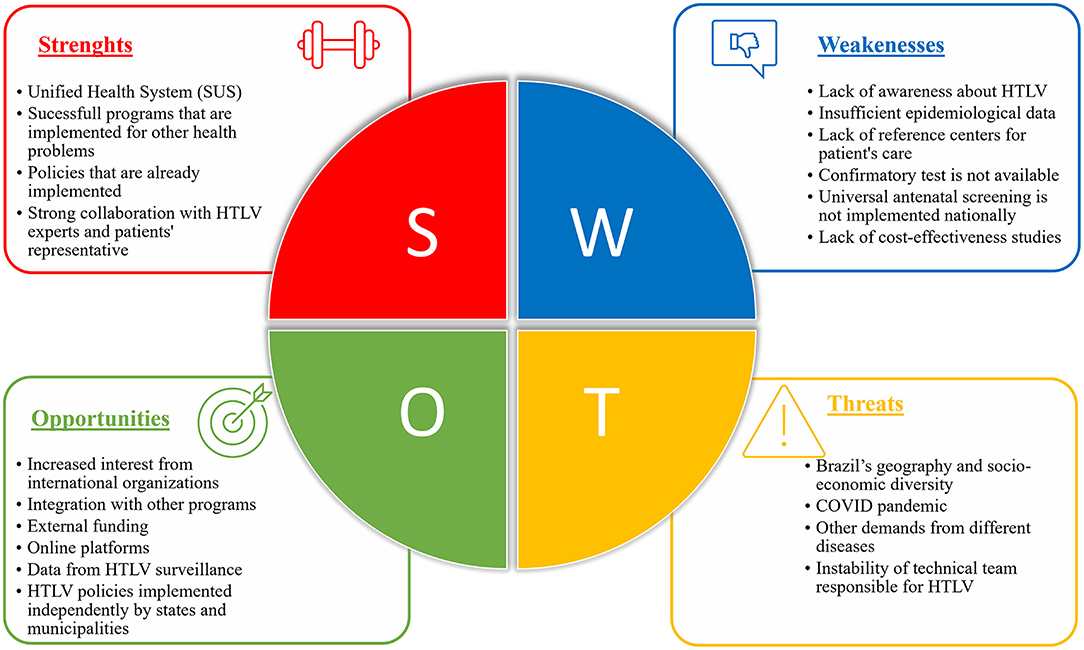 Strenghts
• Unified Health System (SUS)
• Sucessfull programs that are
implemented for other health
problems
• Policies that are already
implemented
• Strong collaboration with HTLV
experts and patients'
representative
Weakenesses
• Lack of awareness about HTLV
• Insufficient epidemiological data
• Lack of reference centers for
patient's care
• Confirmatory test is not available
• Universal antenatal screening is
not implemented nationally
• Lack of cost-effectiveness studies
S
W
O
T
Opportunities
• Increased interest from
international organizations
• Integration with other programs
• External funding
• Online platforms
• Data from HTLV surveillance
• HTLV policies implemented
independently by states and
municipalities
Threats
• Brazil’s geography and socio-
economic diversity
• COVID pandemic
• Other demands from different
diseases
• Instability of technical team
responsible for HTLV